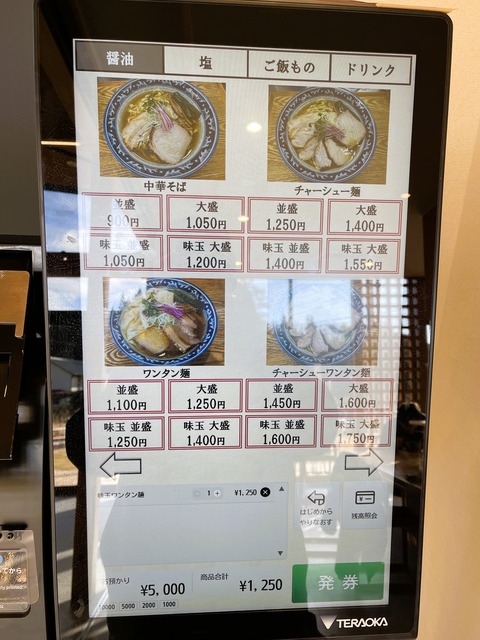 醤油 塩 ご飯もの ドリンク
中華そば チャーシュー麺
並盛 大盛 並盛 大盛
900円 1,050円 1,250円 1,400円
味玉 並盛 味玉 大盛 味玉 並盛 味玉 大盛
1,050円 1,200円 1,400円 1,550円
ワンタン麺 チャーシューワンタン麺
並盛 大盛 並盛 大盛
1,100円 1,250円 1,450円 1,600円
味玉 並盛 味玉 大盛 味玉 並盛 味玉 大盛
1,250円 1,400円 1,600円 1,750円
味玉ワンタン麺 - 1 + ¥1,250
はじめから
やりなおす
残高照会
お預かり ¥5,000 商品合計 ¥1,250
10000 5000 2000 1000
発券
TERAOKA